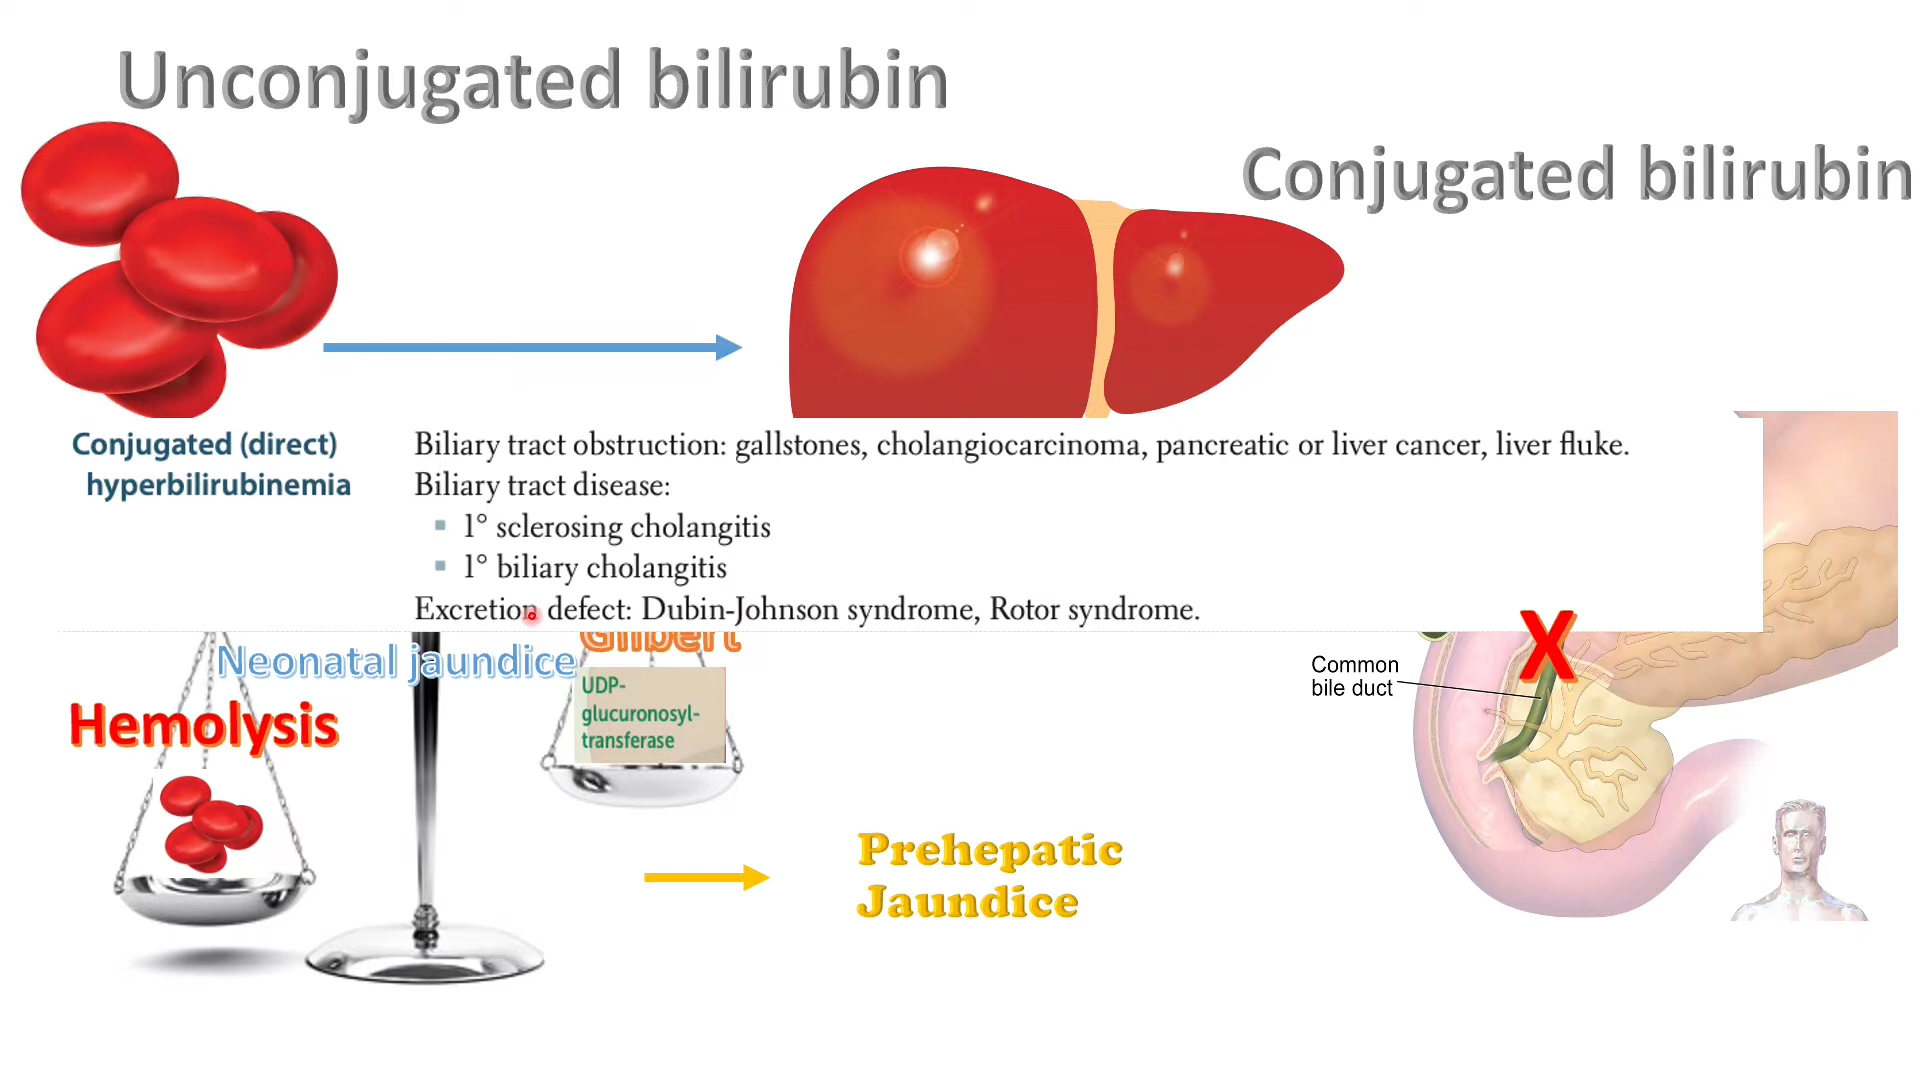 Unconjugated bilirubin
Conjugated bilirubin
Conjugated (direct)
hyperbilirubinemia
Biliary tract obstruction: gallstones, cholangiocarcinoma, pancreatic or liver cancer, liver fluke.
Biliary tract disease:
▪ 1° sclerosing cholangitis
▪ 1° biliary cholangitis
Excretion defect: Dubin-Johnson syndrome, Rotor syndrome.
Gilbert
Neonatal jaundice
Hemolysis
UDP-
glucuronosyl-
transferase
X
Common
bile duct
Prehepatic
Jaundice